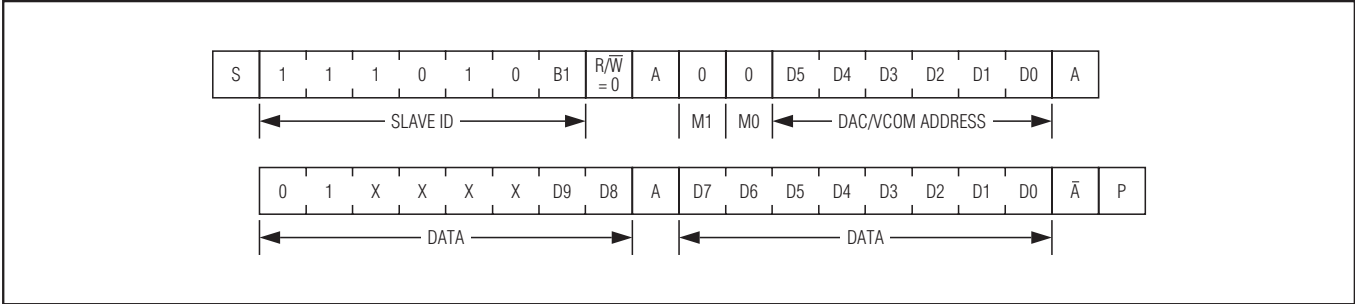 S 1 1 1 0 1 0 B1 R/W̅ = 0 A 0 0 D5 D4 D3 D2 D1 D0 A
SLAVE ID M1 M0 DAC/VCOM ADDRESS
0 1 X X X X D9 D8 A D7 D6 D5 D4 D3 D2 D1 D0 A̅ P
DATA DATA